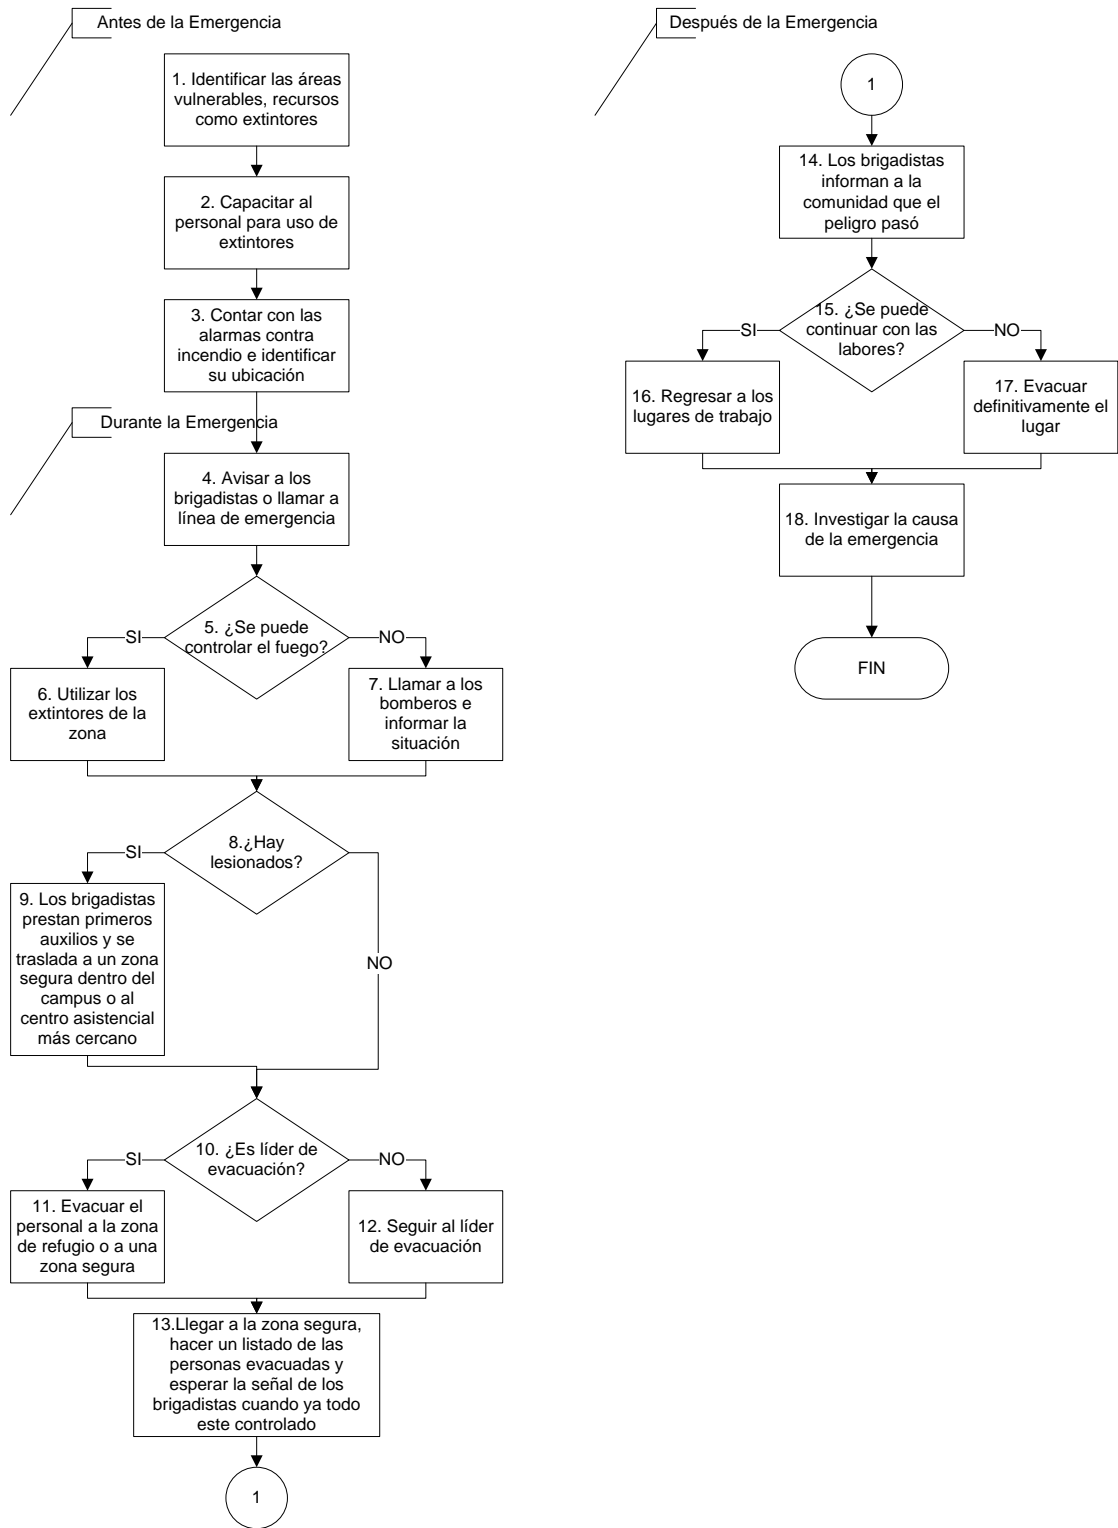 Antes de la Emergencia
1. Identificar las áreas
vulnerables, recursos
como extintores
2. Capacitar al
personal para uso de
extintores
3. Contar con las
alarmas contra
incendio e identificar
su ubicación
Durante la Emergencia
4. Avisar a los
brigadistas o llamar a
línea de emergencia
5. ¿Se puede
controlar el fuego?
SI
NO
6. Utilizar los
extintores de la
zona
7. Llamar a los
bomberos e
informar la
situación
8.¿Hay
lesionados?
SI
NO
9. Los brigadistas
prestan primeros
auxilios y se
traslada a un zona
segura dentro del
campus o al
centro asistencial
más cercano
10. ¿Es líder de
evacuación?
SI
NO
11. Evacuar el
personal a la zona
de refugio o a una
zona segura
12. Seguir al líder
de evacuación
13.Llegar a la zona segura,
hacer un listado de las
personas evacuadas y
esperar la señal de los
brigadistas cuando ya todo
este controlado
1
Después de la Emergencia
1
14. Los brigadistas
informan a la
comunidad que el
peligro pasó
15. ¿Se puede
continuar con las
labores?
SI
NO
16. Regresar a los
lugares de trabajo
17. Evacuar
definitivamente el
lugar
18. Investigar la causa
de la emergencia
FIN